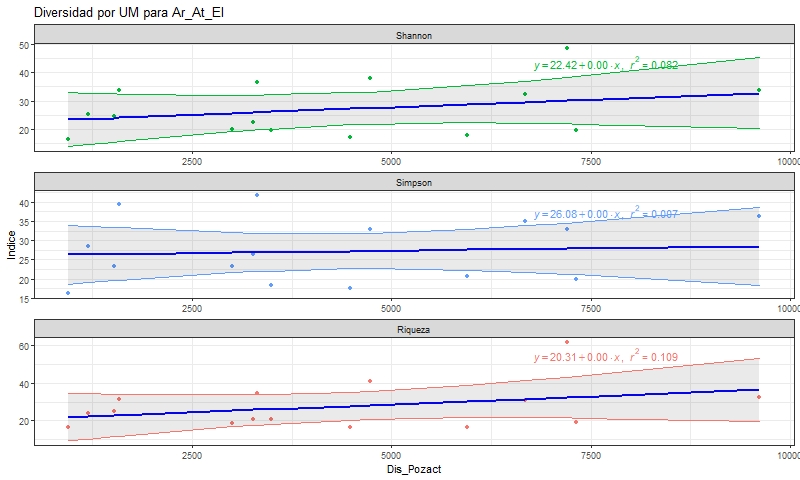 Diversidad por UM para Ar_At_El
Shannon
50
40
30
20
y = 22.42 + 0.00 · x, r² = 0.082
2500 5000 7500 10000
Simpson
40
35
30
25
20
15
y = 26.08 + 0.00 · x, r² = 0.007
2500 5000 7500 10000
Indice
Riqueza
60
40
20
y = 20.31 + 0.00 · x, r² = 0.109
2500 5000 7500 10000
Dis_Pozact